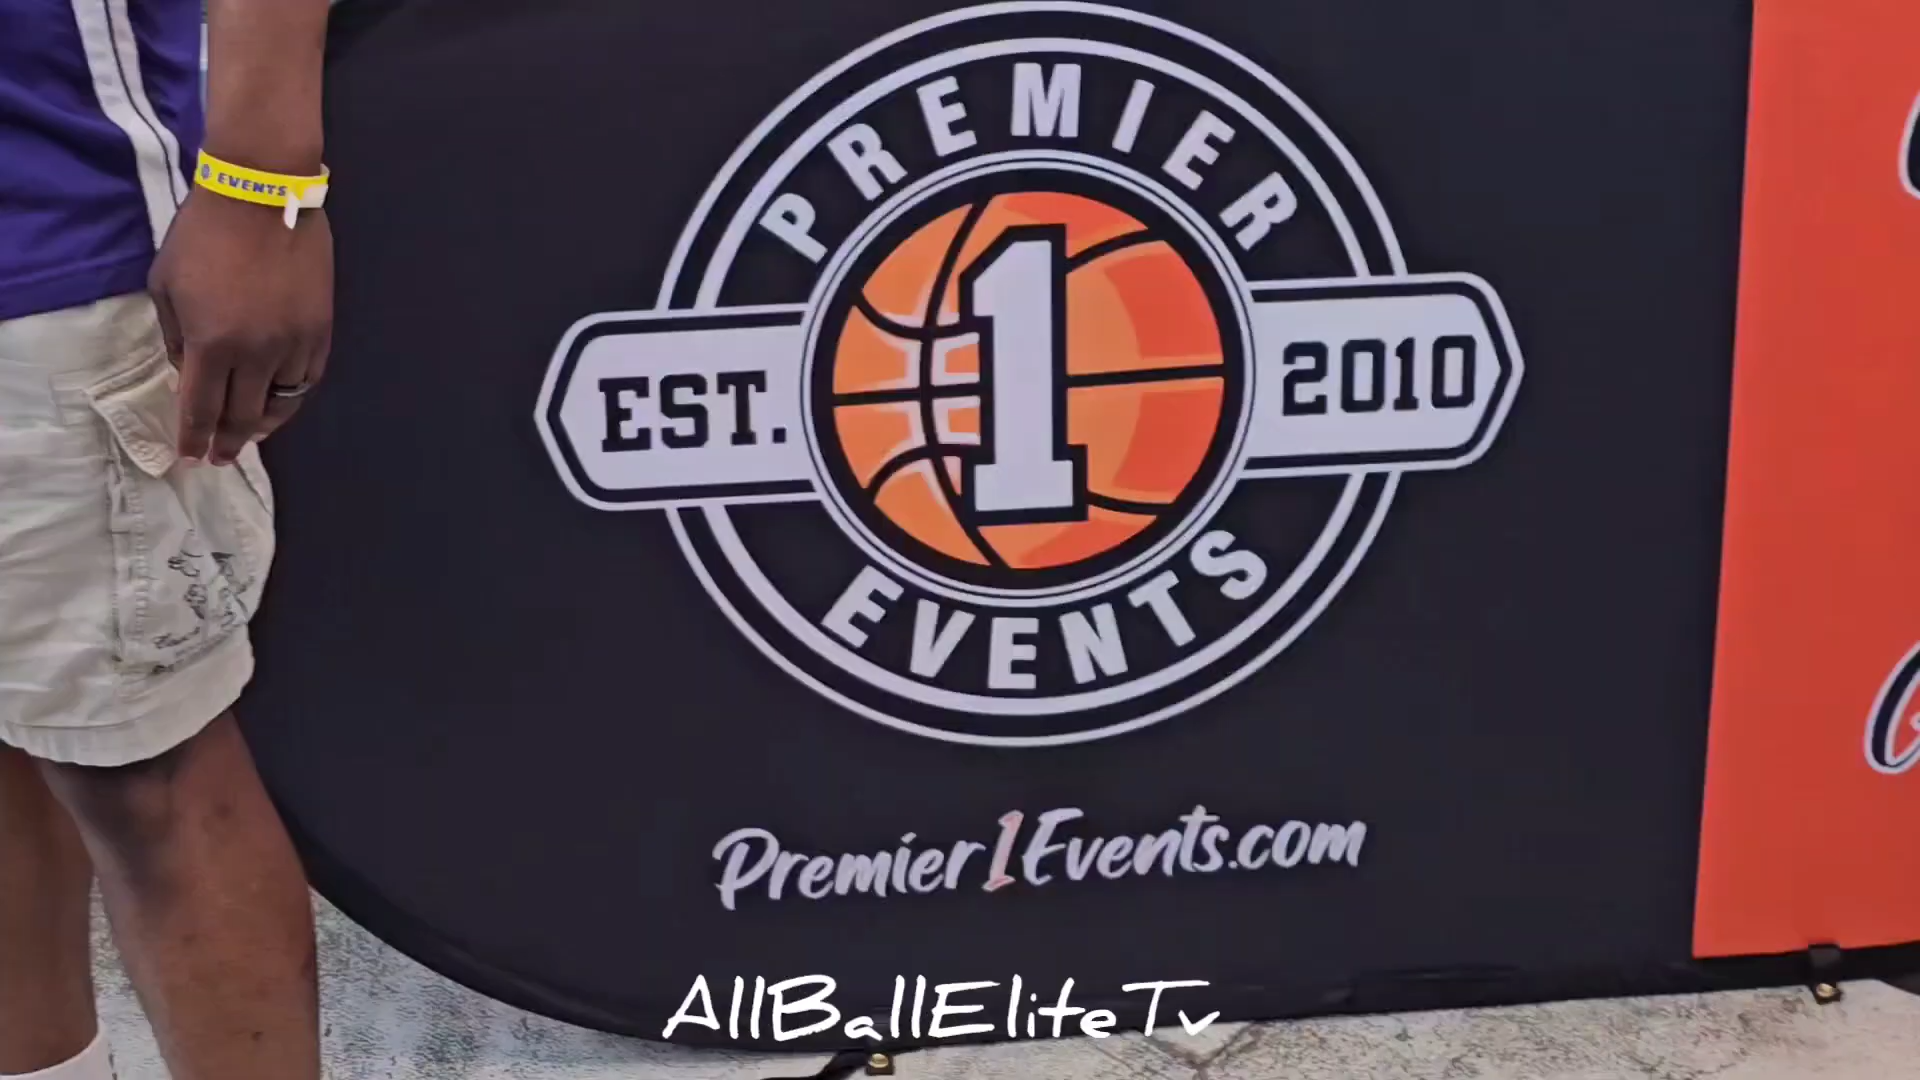 EVENTS
PREMIER
1
EST. 2010
EVENTS
Premier1Events.com
AllBallEliteTv